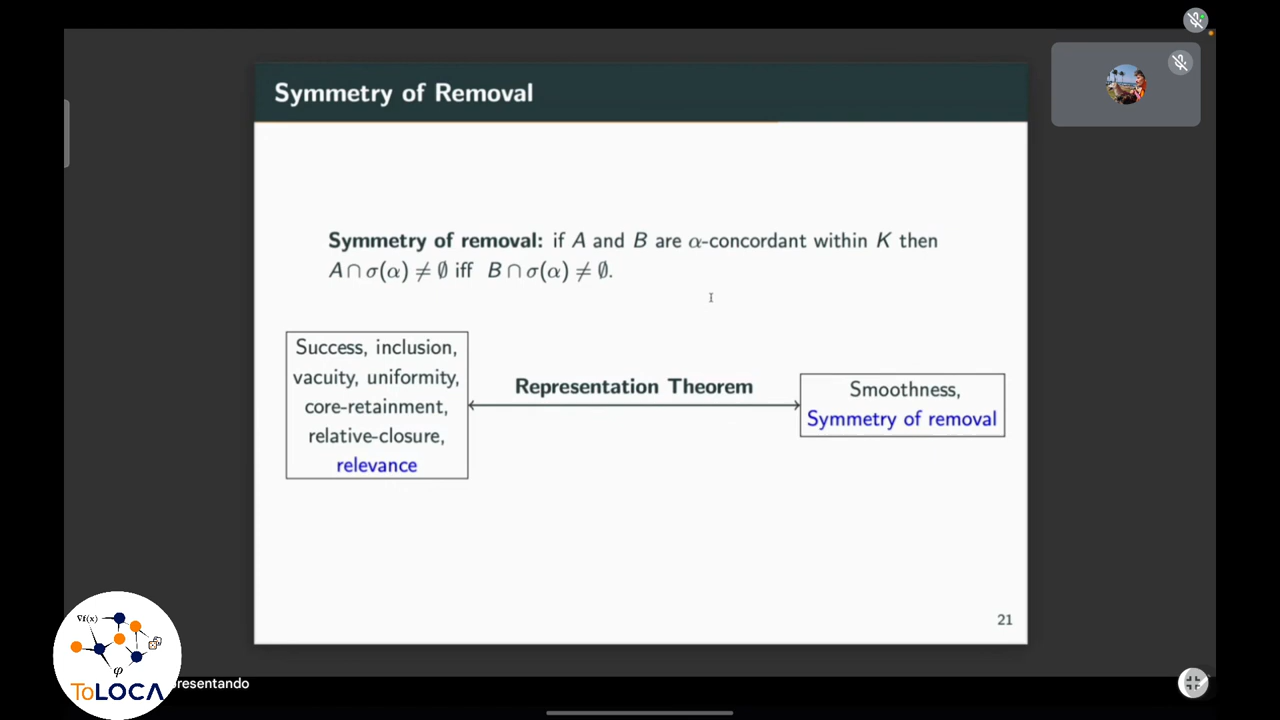 Symmetry of Removal
Symmetry of removal: if A and B are α-concordant within K then
A ∩ σ(α) ≠ ∅ iff B ∩ σ(α) ≠ ∅.
Success, inclusion,
vacuity, uniformity,
core-retainment,
relative-closure,
relevance
Representation Theorem
Smoothness,
Symmetry of removal
21
∇f(x)
φ
ToLOCA
resentando